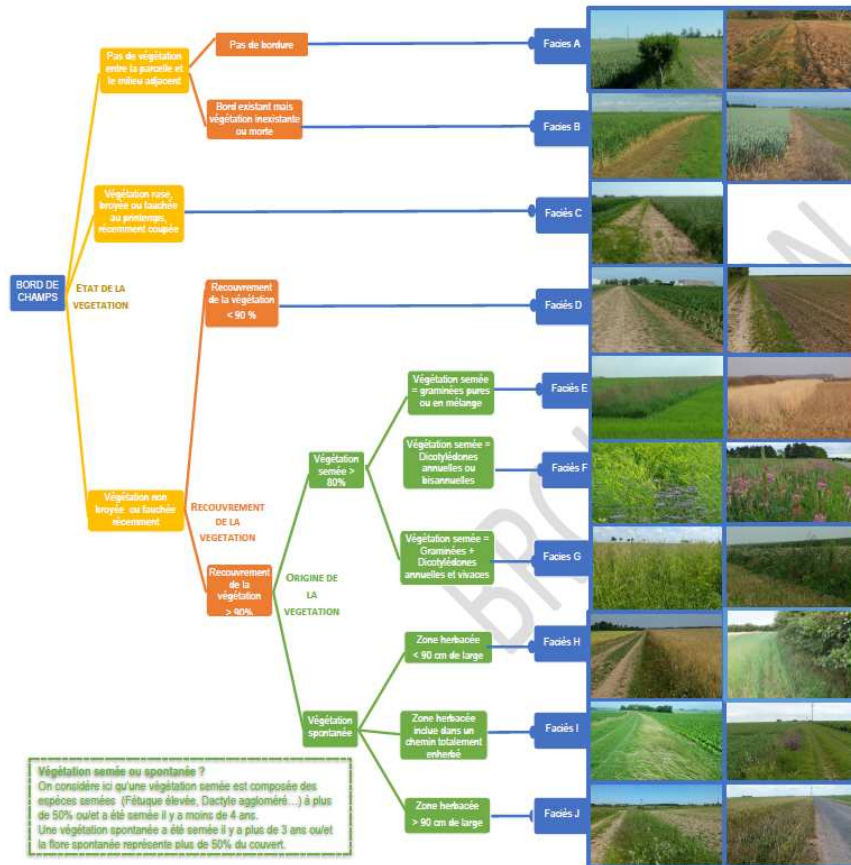 Pas de végétation
entre la parcelle et
le milieu adjacent
Pas de bordure
Facies A
Bord existant mais
végétation inexistante
ou morte
Facies B
Végétation rase,
broyée ou fauchée
au printemps,
récemment coupée
Faciès C
BORD DE
CHAMPS
ETAT DE LA
VEGETATION
Recouvrement
de la végétation
< 90 %
Faciès D
Végétation semée
= graminées pures
ou en mélange
Faciès E
Végétation
semée >
80%
Végétation semée =
Dicotylédones
annuelles ou
bisannuelles
Faciès F
Végétation non
broyée ou fauchée
récemment
RECOUVREMENT
DE LA
VEGETATION
Végétation semée =
Graminées +
Dicotylédones
annuelles et vivaces
Facies G
Recouvrement
de la
végétation
> 90%
ORIGINE DE
LA
VEGETATION
Zone herbacée
< 90 cm de large
Faciès H
Végétation
spontanée
Zone herbacée
incluse dans un
chemin totalement
enherbé
Faciès I
Zone herbacée
> 90 cm de large
Faciès J
Végétation semée ou spontanée ?
On considère ici qu'une végétation semée est composée des
espèces semées (Fétuque élevée, Dactyle aggloméré…) à plus
de 50% ou/et a été semée il y a moins de 4 ans.
Une végétation spontanée a été semée il y a plus de 3 ans ou/et
la flore spontanée représente plus de 50% du couvert.